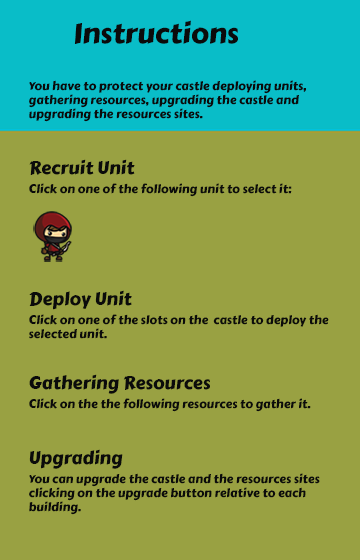 Instructions
You have to protect your castle deploying units,
gathering resources, upgrading the castle and
upgrading the resources sites.
Recruit Unit
Click on one of the following unit to select it:
Deploy Unit
Click on one of the slots on the castle to deploy the
selected unit.
Gathering Resources
Click on the the following resources to gather it.
Upgrading
You can upgrade the castle and the resources sites
clicking on the upgrade button relative to each
building.